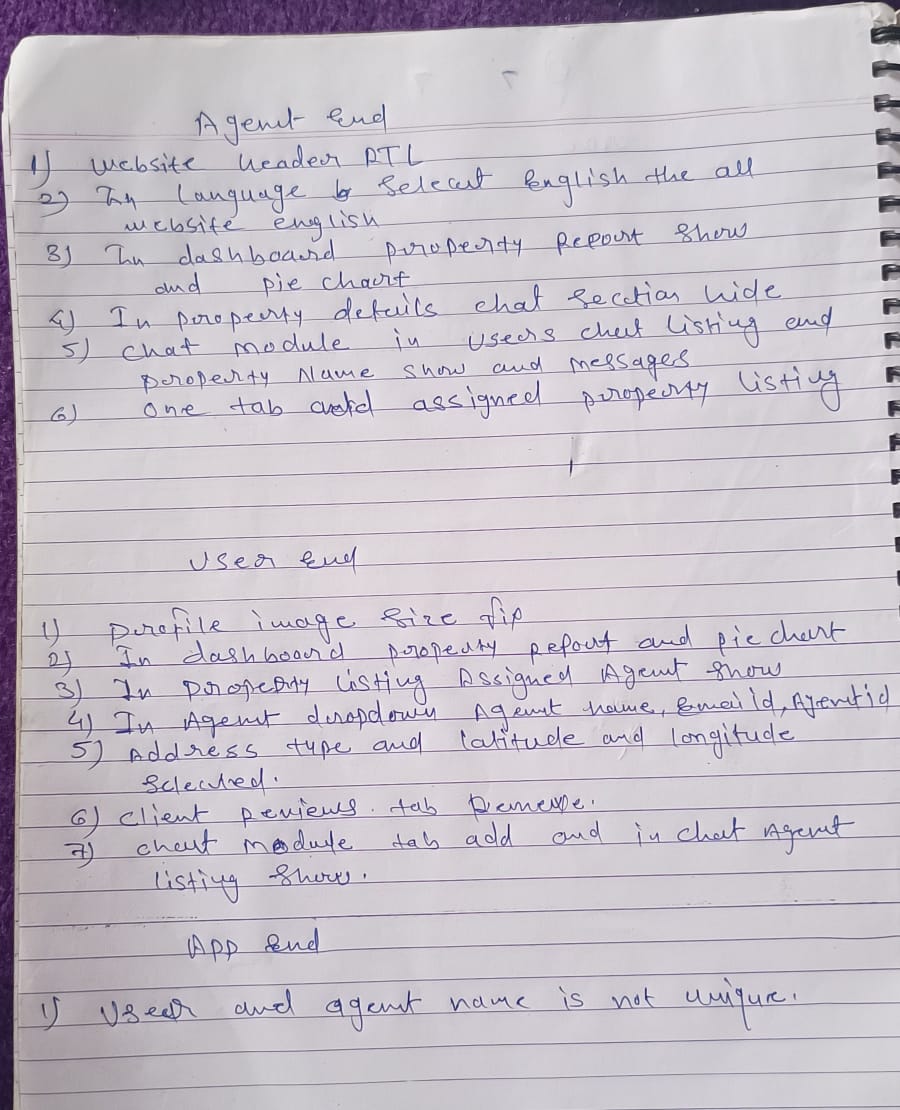 Agent End
1) Website Header RTL
2) In Language Select English the all
website english
3) In dashboard property Report Show
and pie chart
4) In property details chat section hide
5) chat module in users chat listing and
property Name show and messages
6) One tab add assigned property listing
User End
1) Profile image size fix
2) In dashboard property report and pie chart
3) In property listing Assigned Agent Show
4) In Agent dropdown Agent name, Email id, Agent id
5) Address type and latitude and longitude
Selected.
6) Client Reviews tab Remove.
7) chat module tab add and in chat Agent
listing Show.
App End
1) User and agent name is not unique.